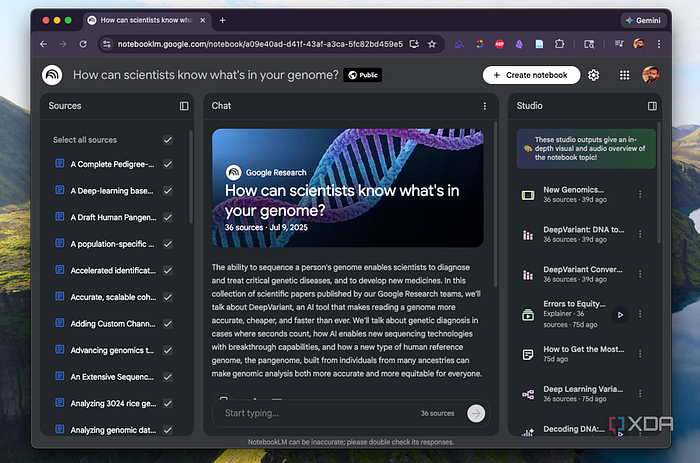 How can scientists know what's
Gemini
notebooklm.google.com/notebook/a09e40ad-d41f-43af-a3ca-5fc82bd459e5
ABP
How can scientists know what's in your genome?
Public
+ Create notebook
Sources
Select all sources
A Complete Pedigree-...
A Deep-learning base...
A Draft Human Pangen...
A population-specific ...
Accelerated identificat...
Accurate, scalable coh...
Adding Custom Chann...
Advancing genomics t...
An Extensive Sequenc...
Analyzing 3024 rice ge...
Analyzing genomic dat...
Chat
Google Research
How can scientists know what's in
your genome?
36 sources · Jul 9, 2025
The ability to sequence a person's genome enables scientists to diagnose
and treat critical genetic diseases, and to develop new medicines. In this
collection of scientific papers published by our Google Research teams, we'll
talk about DeepVariant, an AI tool that makes reading a genome more
accurate, cheaper, and faster than ever. We'll talk about genetic diagnosis in
cases where seconds count, how AI enables new sequencing technologies
with breakthrough capabilities, and how a new type of human reference
genome, the pangenome, built from individuals from many ancestries can
make genomic analysis both more accurate and more equitable for everyone.
Start typing...
36 sources
Studio
These studio outputs give an in-
depth visual and audio overview of
the notebook topic!
New Genomics...
36 sources · 39d ago
DeepVariant: DNA to...
36 sources · 39d ago
DeepVariant Conver...
36 sources · 39d ago
Errors to Equity...
Explainer · 36
sources · 75d ago
How to Get the Most...
36 sources · 75d ago
Deep Learning Varia...
36 sources · 75d ago
Decoding DNA:...
NotebookLM can be inaccurate; please double check its responses.
XDA